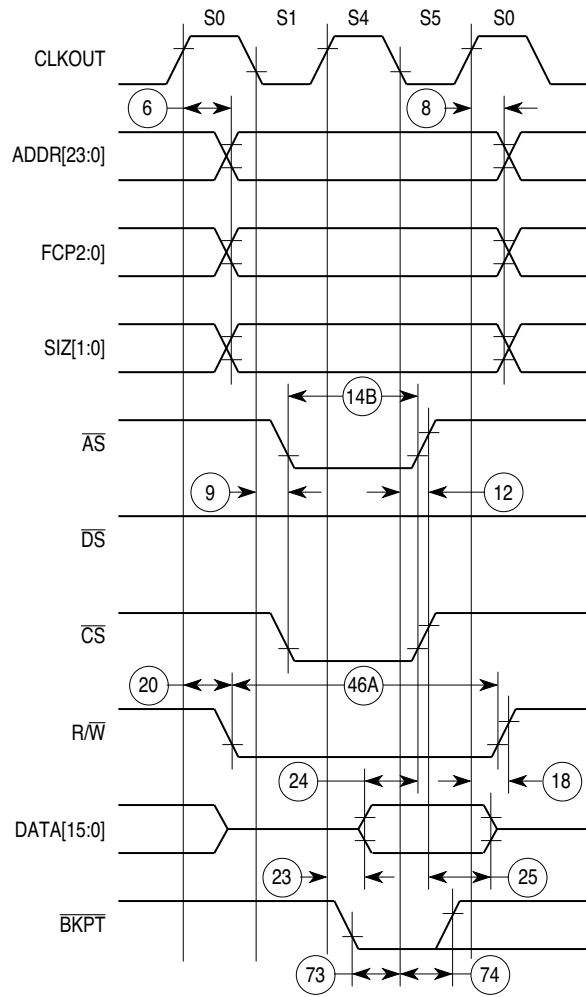 S0 S1 S4 S5 S0
CLKOUT
6 8
ADDR[23:0]
FCP2:0]
SIZ[1:0]
14B
AS
9 12
DS
CS
20 46A
R/W
24 18
DATA[15:0]
23 25
BKPT
73 74